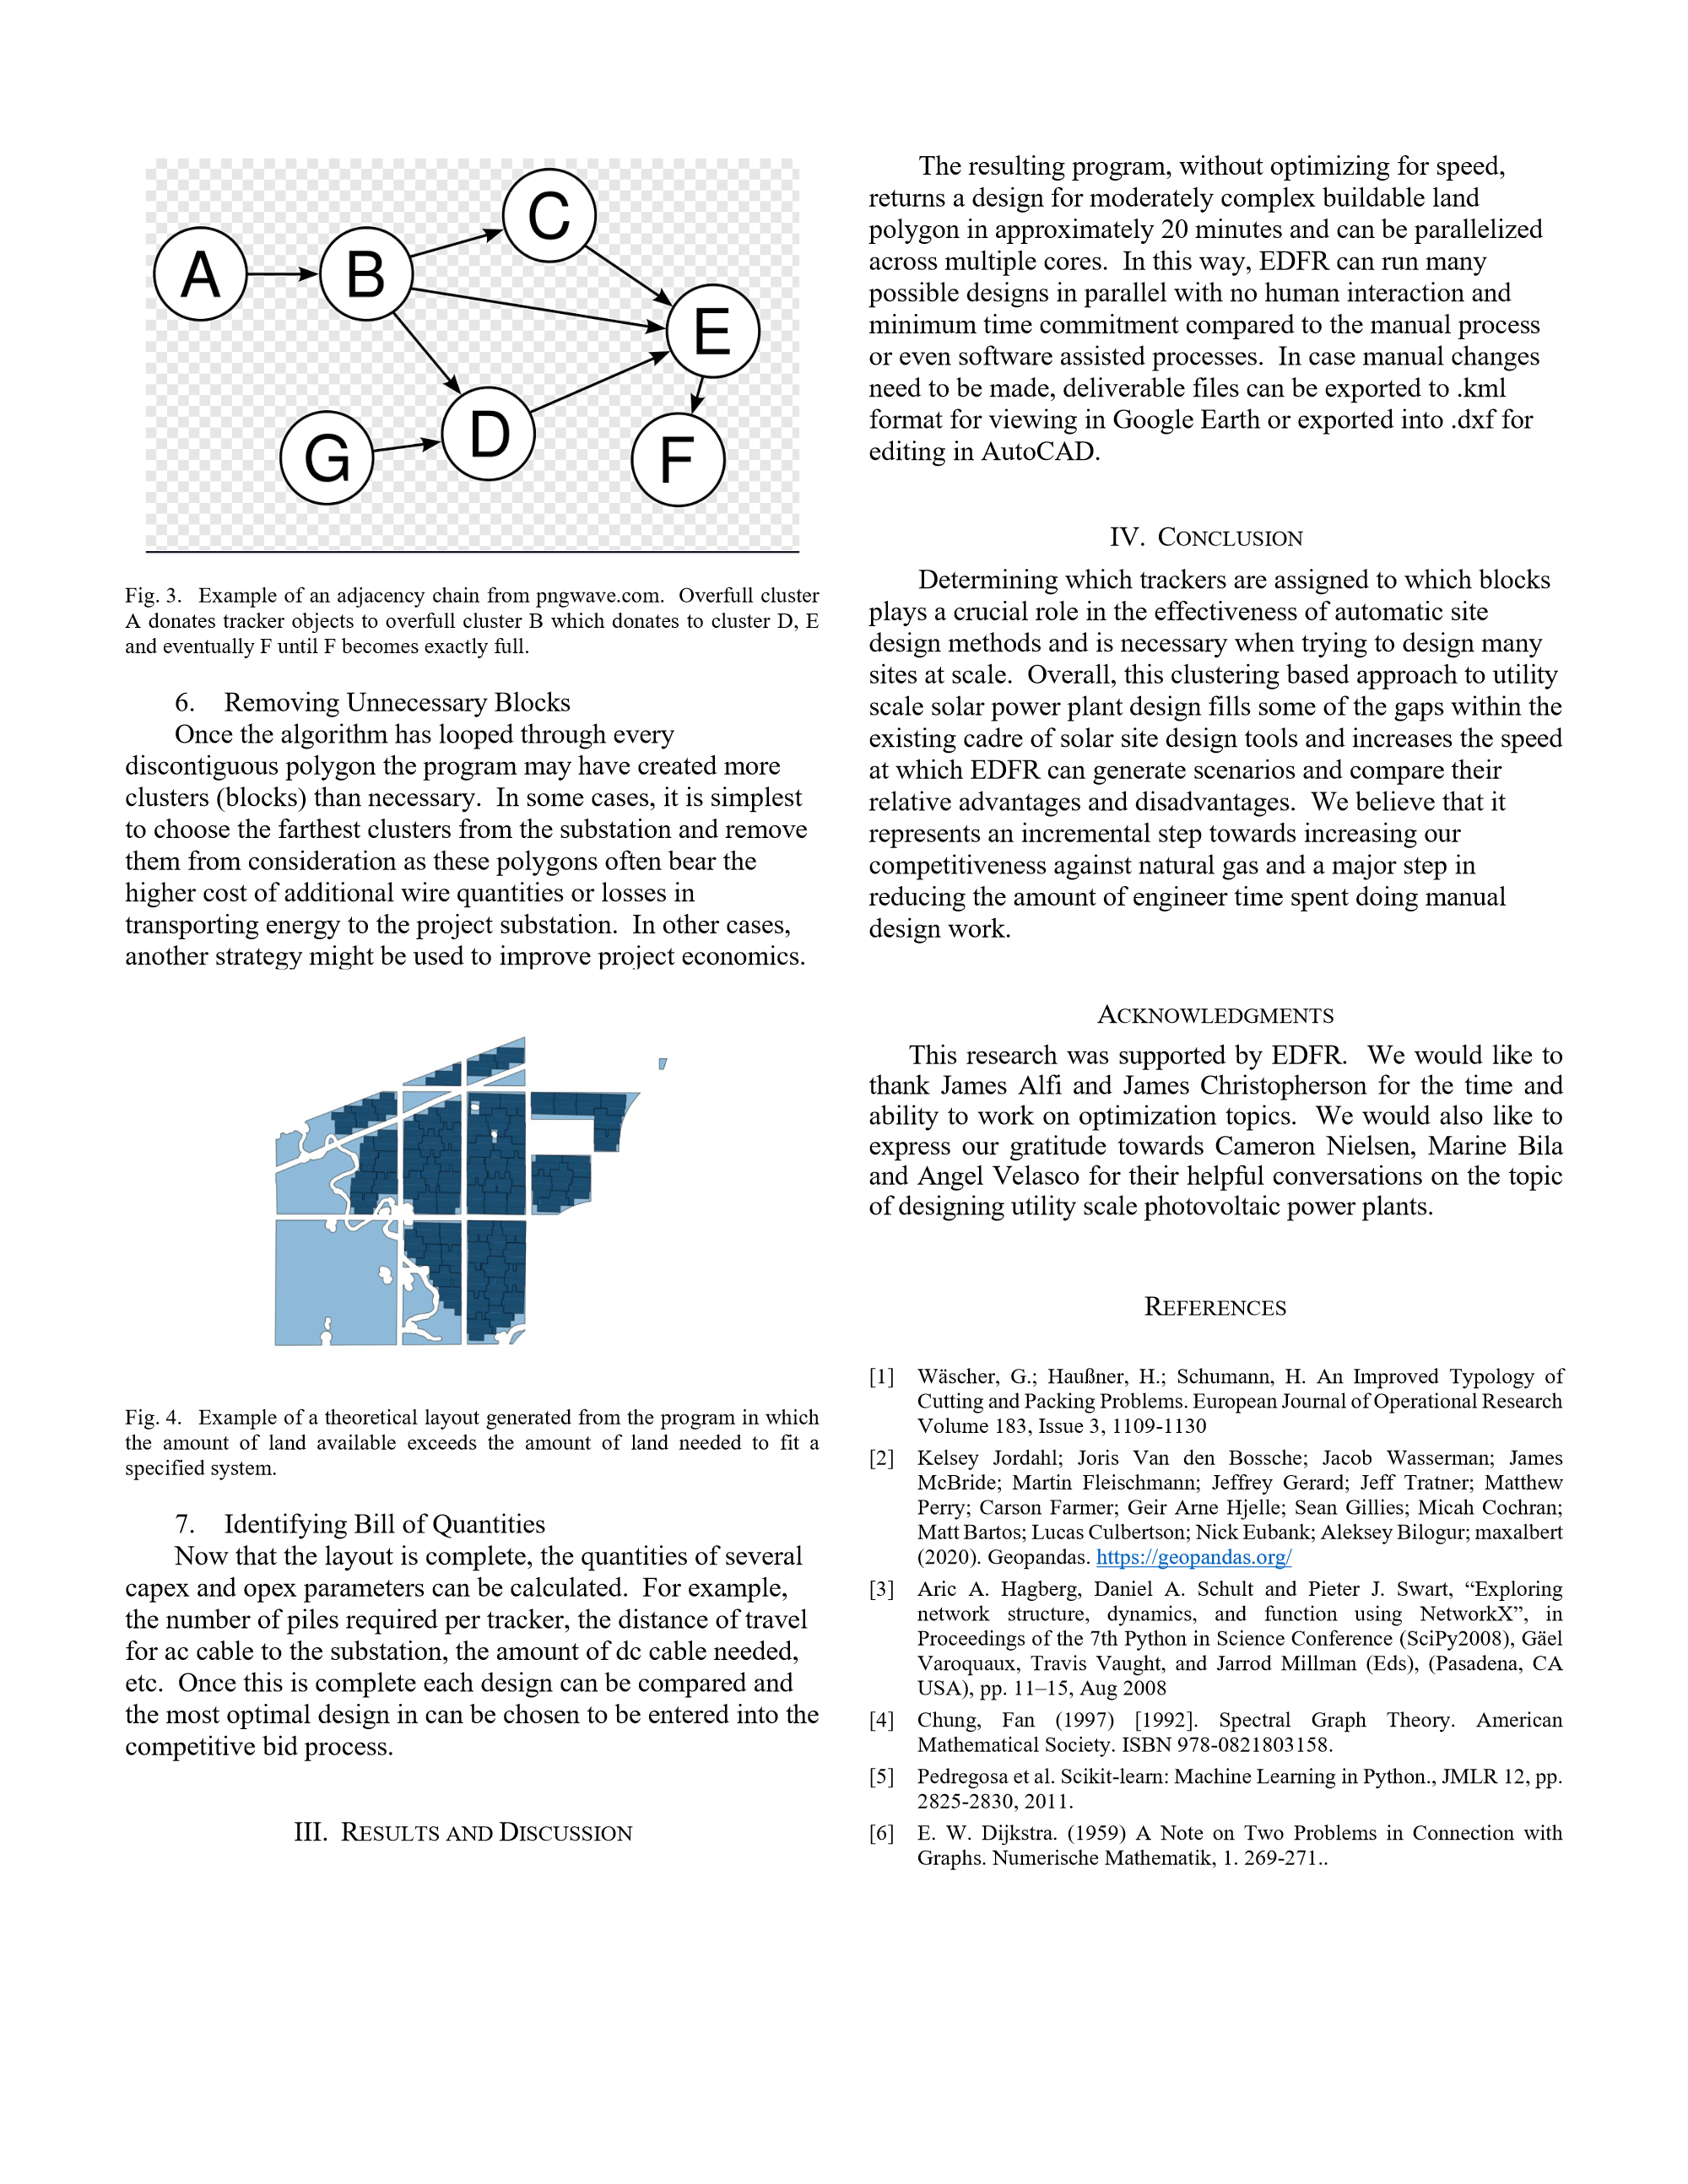 A
B
C
E
D
G
F
Fig. 3. Example of an adjacency chain from pngwave.com. Overfull cluster
A donates tracker objects to overfull cluster B which donates to cluster D, E
and eventually F until F becomes exactly full.
6. Removing Unnecessary Blocks
Once the algorithm has looped through every
discontiguous polygon the program may have created more
clusters (blocks) than necessary. In some cases, it is simplest
to choose the farthest clusters from the substation and remove
them from consideration as these polygons often bear the
higher cost of additional wire quantities or losses in
transporting energy to the project substation. In other cases,
another strategy might be used to improve project economics.
Fig. 4. Example of a theoretical layout generated from the program in which
the amount of land available exceeds the amount of land needed to fit a
specified system.
7. Identifying Bill of Quantities
Now that the layout is complete, the quantities of several
capex and opex parameters can be calculated. For example,
the number of piles required per tracker, the distance of travel
for ac cable to the substation, the amount of dc cable needed,
etc. Once this is complete each design can be compared and
the most optimal design in can be chosen to be entered into the
competitive bid process.
III. RESULTS AND DISCUSSION
The resulting program, without optimizing for speed,
returns a design for moderately complex buildable land
polygon in approximately 20 minutes and can be parallelized
across multiple cores. In this way, EDFR can run many
possible designs in parallel with no human interaction and
minimum time commitment compared to the manual process
or even software assisted processes. In case manual changes
need to be made, deliverable files can be exported to .kml
format for viewing in Google Earth or exported into .dxf for
editing in AutoCAD.
IV. CONCLUSION
Determining which trackers are assigned to which blocks
plays a crucial role in the effectiveness of automatic site
design methods and is necessary when trying to design many
sites at scale. Overall, this clustering based approach to utility
scale solar power plant design fills some of the gaps within the
existing cadre of solar site design tools and increases the speed
at which EDFR can generate scenarios and compare their
relative advantages and disadvantages. We believe that it
represents an incremental step towards increasing our
competitiveness against natural gas and a major step in
reducing the amount of engineer time spent doing manual
design work.
ACKNOWLEDGMENTS
This research was supported by EDFR. We would like to
thank James Alfi and James Christopherson for the time and
ability to work on optimization topics. We would also like to
express our gratitude towards Cameron Nielsen, Marine Bila
and Angel Velasco for their helpful conversations on the topic
of designing utility scale photovoltaic power plants.
REFERENCES
[1] Wäscher, G.; Haußner, H.; Schumann, H. An Improved Typology of
Cutting and Packing Problems. European Journal of Operational Research
Volume 183, Issue 3, 1109-1130
[2] Kelsey Jordahl; Joris Van den Bossche; Jacob Wasserman; James
McBride; Martin Fleischmann; Jeffrey Gerard; Jeff Tratner; Matthew
Perry; Carson Farmer; Geir Arne Hjelle; Sean Gillies; Micah Cochran;
Matt Bartos; Lucas Culbertson; Nick Eubank; Aleksey Bilogur; maxalbert
(2020). Geopandas. https://geopandas.org/
[3] Aric A. Hagberg, Daniel A. Schult and Pieter J. Swart, “Exploring
network structure, dynamics, and function using NetworkX”, in
Proceedings of the 7th Python in Science Conference (SciPy2008), Gäel
Varoquaux, Travis Vaught, and Jarrod Millman (Eds), (Pasadena, CA
USA), pp. 11–15, Aug 2008
[4] Chung, Fan (1997) [1992]. Spectral Graph Theory. American
Mathematical Society. ISBN 978-0821803158.
[5] Pedregosa et al. Scikit-learn: Machine Learning in Python., JMLR 12, pp.
2825-2830, 2011.
[6] E. W. Dijkstra. (1959) A Note on Two Problems in Connection with
Graphs. Numerische Mathematik, 1. 269-271..